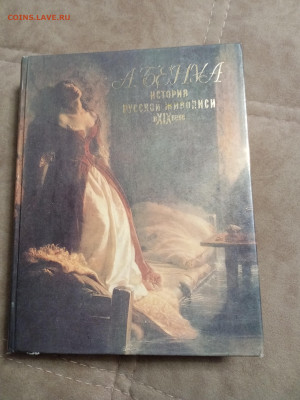 COINS.LAVE.RU
А. БЕНУА
ИСТОРИЯ
РУССКОЙ ЖИВОПИСИ
В XIX ВЕКЕ